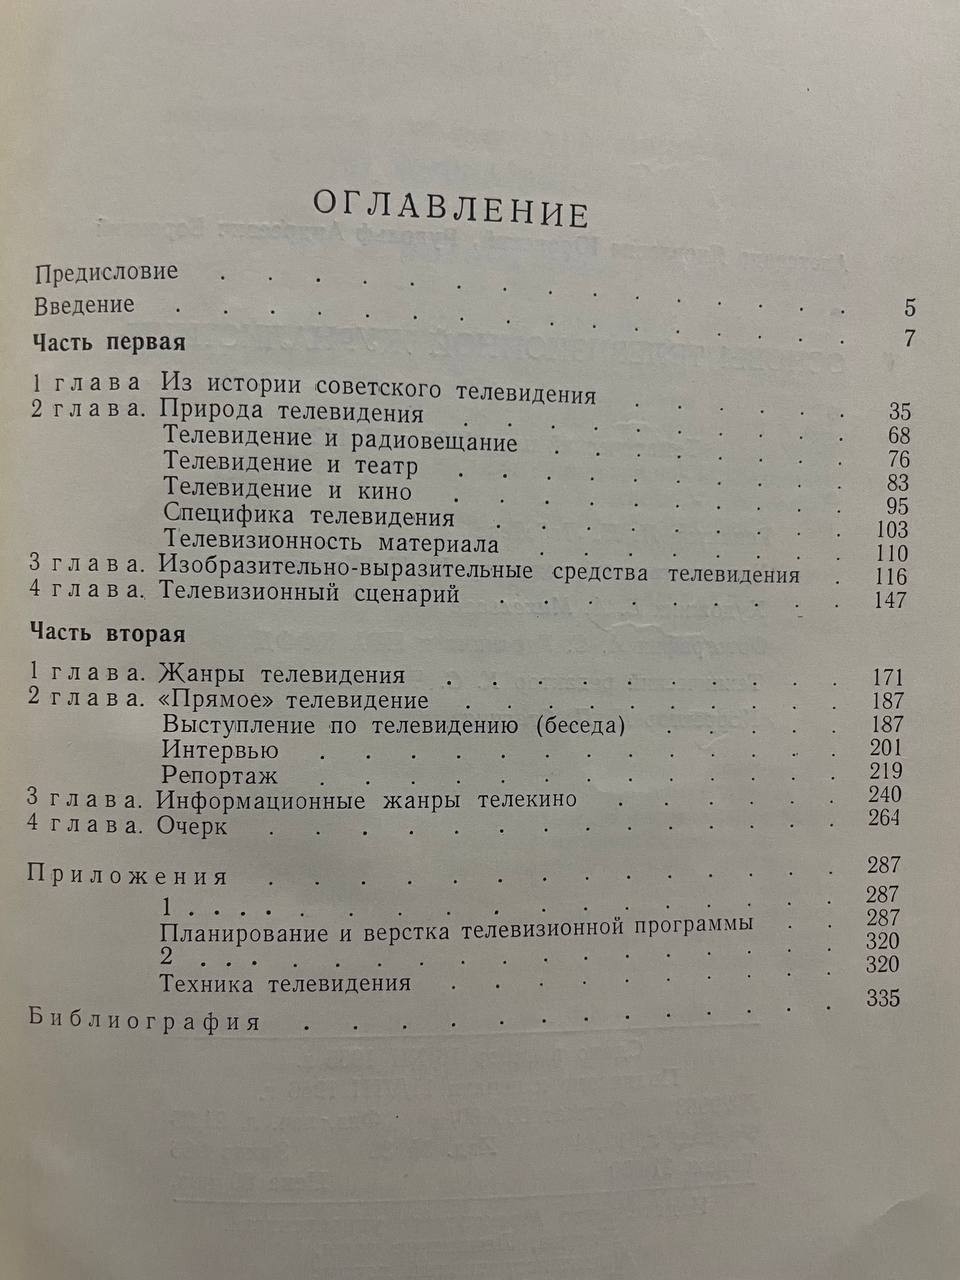 ОГЛАВЛЕНИЕ
Предисловие . . . . . . . . . . . . . . 5
Введение . . . . . . . . . . . . . . . 7
Часть первая
1 глава Из истории советского телевидения . . . . . 35
2 глава. Природа телевидения . . . . . . . . . 68
Телевидение и радиовещание . . . . . . . 76
Телевидение и театр . . . . . . . . . 83
Телевидение и кино . . . . . . . . . 95
Специфика телевидения . . . . . . . . 103
Телевизионность материала . . . . . . . 110
3 глава. Изобразительно-выразительные средства телевидения . 116
4 глава. Телевизионный сценарий . . . . . . . 147
Часть вторая
1 глава. Жанры телевидения . . . . . . . . . 171
2 глава. «Прямое» телевидение . . . . . . . . . 187
Выступление по телевидению (беседа) . . . . 187
Интервью . . . . . . . . . . . . 201
Репортаж . . . . . . . . . . . . 219
3 глава. Информационные жанры телекино . . . . . 240
4 глава. Очерк . . . . . . . . . . . . . 264
Приложения . . . . . . . . . . . . . 287
1 . . . . . . . . . . . . . . 287
Планирование и верстка телевизионной программы . . 287
2 . . . . . . . . . . . . . . 320
Техника телевидения . . . . . . . . . 320
Библиография . . . . . . . . . . . . 335